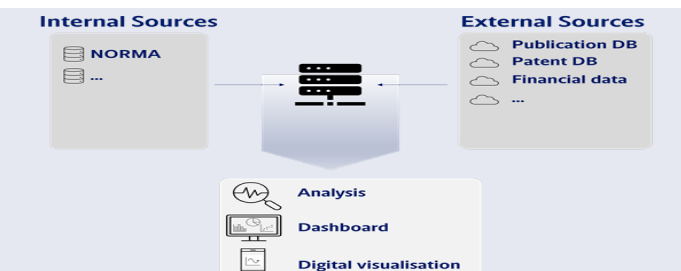 Internal Sources
NORMA
...
External Sources
Publication DB
Patent DB
Financial data
...
Analysis
Dashboard
Digital visualisation